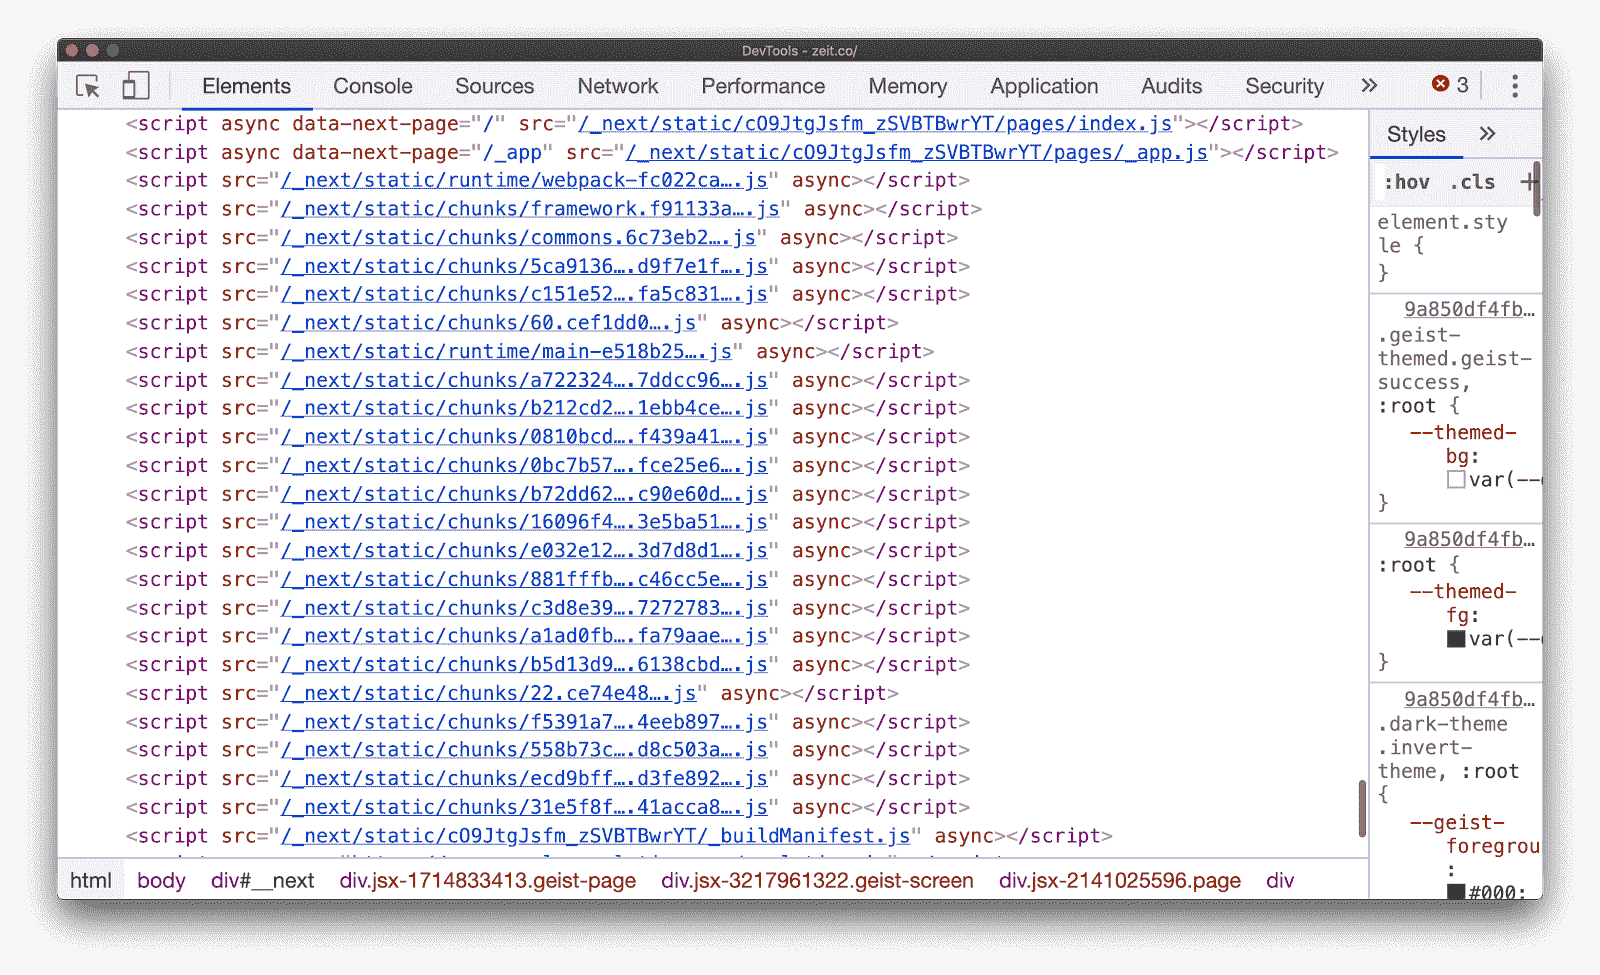 DevTools - zeit.co/
Elements Console Sources Network Performance Memory Application Audits Security » 3
<script async data-next-page="/" src="/_next/static/cO9JtgJsfm_zSVBTBwrYT/pages/index.js"></script>
<script async data-next-page="/_app" src="/_next/static/cO9JtgJsfm_zSVBTBwrYT/pages/_app.js"></script>
<script src="/_next/static/runtime/webpack-fc022ca….js" async></script>
<script src="/_next/static/chunks/framework.f91133a….js" async></script>
<script src="/_next/static/chunks/commons.6c73eb2….js" async></script>
<script src="/_next/static/chunks/5ca9136….d9f7e1f….js" async></script>
<script src="/_next/static/chunks/c151e52….fa5c831….js" async></script>
<script src="/_next/static/chunks/60.cef1dd0….js" async></script>
<script src="/_next/static/runtime/main-e518b25….js" async></script>
<script src="/_next/static/chunks/a722324….7ddcc96….js" async></script>
<script src="/_next/static/chunks/b212cd2….1ebb4ce….js" async></script>
<script src="/_next/static/chunks/0810bcd….f439a41….js" async></script>
<script src="/_next/static/chunks/0bc7b57….fce25e6….js" async></script>
<script src="/_next/static/chunks/b72dd62….c90e60d….js" async></script>
<script src="/_next/static/chunks/16096f4….3e5ba51….js" async></script>
<script src="/_next/static/chunks/e032e12….3d7d8d1….js" async></script>
<script src="/_next/static/chunks/881fffb….c46cc5e….js" async></script>
<script src="/_next/static/chunks/c3d8e39….7272783….js" async></script>
<script src="/_next/static/chunks/a1ad0fb….fa79aae….js" async></script>
<script src="/_next/static/chunks/b5d13d9….6138cbd….js" async></script>
<script src="/_next/static/chunks/22.ce74e48….js" async></script>
<script src="/_next/static/chunks/f5391a7….4eeb897….js" async></script>
<script src="/_next/static/chunks/558b73c….d8c503a….js" async></script>
<script src="/_next/static/chunks/ecd9bff….d3fe892….js" async></script>
<script src="/_next/static/chunks/31e5f8f….41acca8….js" async></script>
<script src="/_next/static/cO9JtgJsfm_zSVBTBwrYT/_buildManifest.js" async></script>
html body div#__next div.jsx-1714833413.geist-page div.jsx-3217961322.geist-screen div.jsx-2141025596.page div
Styles »
:hov .cls +
element.sty
le {
}
9a850df4fb…
.geist-
themed.geist-
success,
:root {
--themed-
bg:
var(--
}
9a850df4fb…
:root {
--themed-
fg:
var(--
}
9a850df4fb…
.dark-theme
.invert-
theme, :root
{
--geist-
foregrou
:
#000;